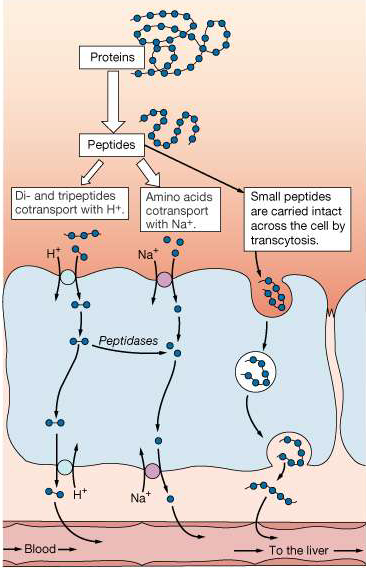 Proteins
Peptides
Di- and tripeptides
cotransport with H+.
Amino acids
cotransport
with Na+.
Small peptides
are carried intact
across the cell by
transcytosis.
H+
Na+
Peptidases
H+
Na+
Blood
To the liver